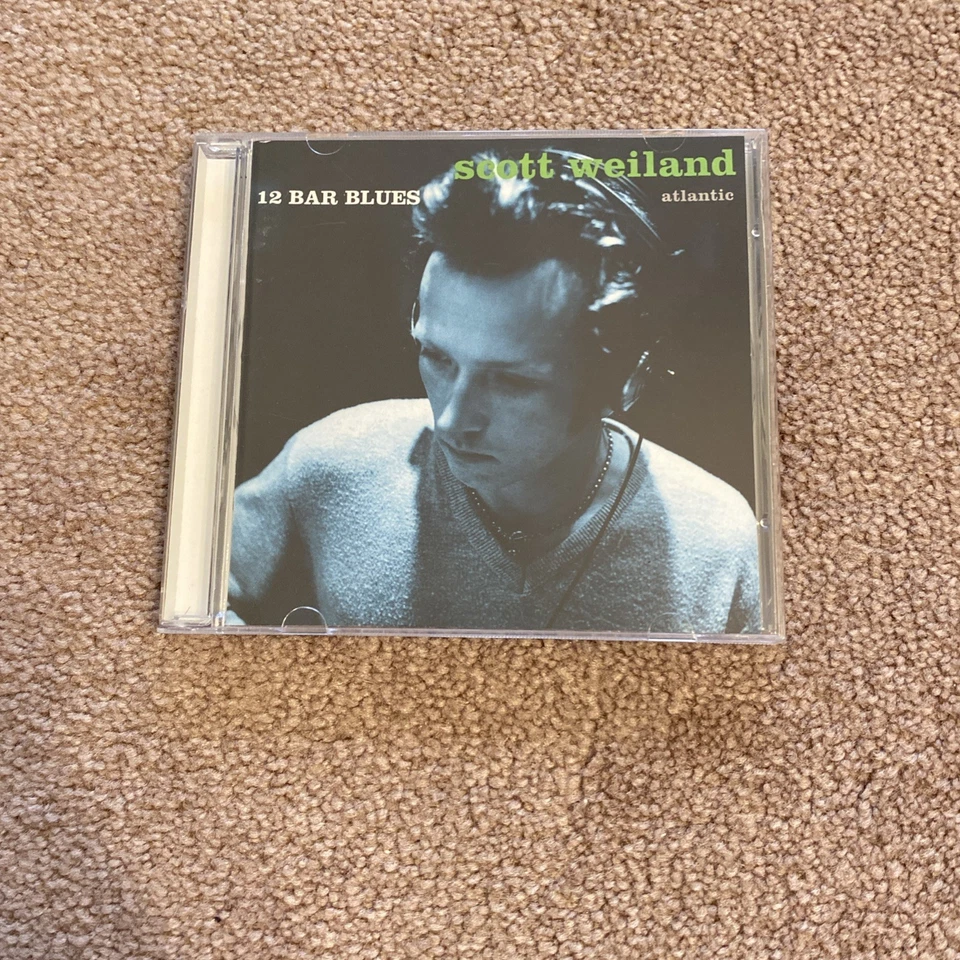 scott weiland
12 BAR BLUES
atlantic